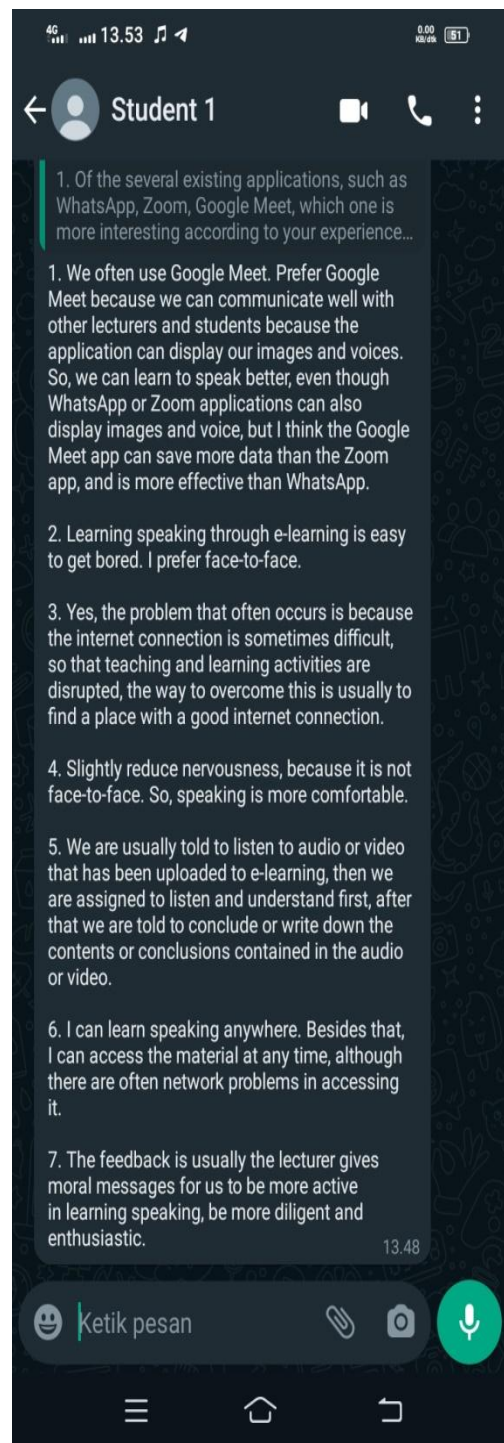 4G 13.53 0.00 KB/dtk 51
Student 1
1. Of the several existing applications, such as
WhatsApp, Zoom, Google Meet, which one is
more interesting according to your experience...
1. We often use Google Meet. Prefer Google
Meet because we can communicate well with
other lecturers and students because the
application can display our images and voices.
So, we can learn to speak better, even though
WhatsApp or Zoom applications can also
display images and voice, but I think the Google
Meet app can save more data than the Zoom
app, and is more effective than WhatsApp.
2. Learning speaking through e-learning is easy
to get bored. I prefer face-to-face.
3. Yes, the problem that often occurs is because
the internet connection is sometimes difficult,
so that teaching and learning activities are
disrupted, the way to overcome this is usually to
find a place with a good internet connection.
4. Slightly reduce nervousness, because it is not
face-to-face. So, speaking is more comfortable.
5. We are usually told to listen to audio or video
that has been uploaded to e-learning, then we
are assigned to listen and understand first, after
that we are told to conclude or write down the
contents or conclusions contained in the audio
or video.
6. I can learn speaking anywhere. Besides that,
I can access the material at any time, although
there are often network problems in accessing
it.
7. The feedback is usually the lecturer gives
moral messages for us to be more active
in learning speaking, be more diligent and
enthusiastic.
13.48
Ketik pesan